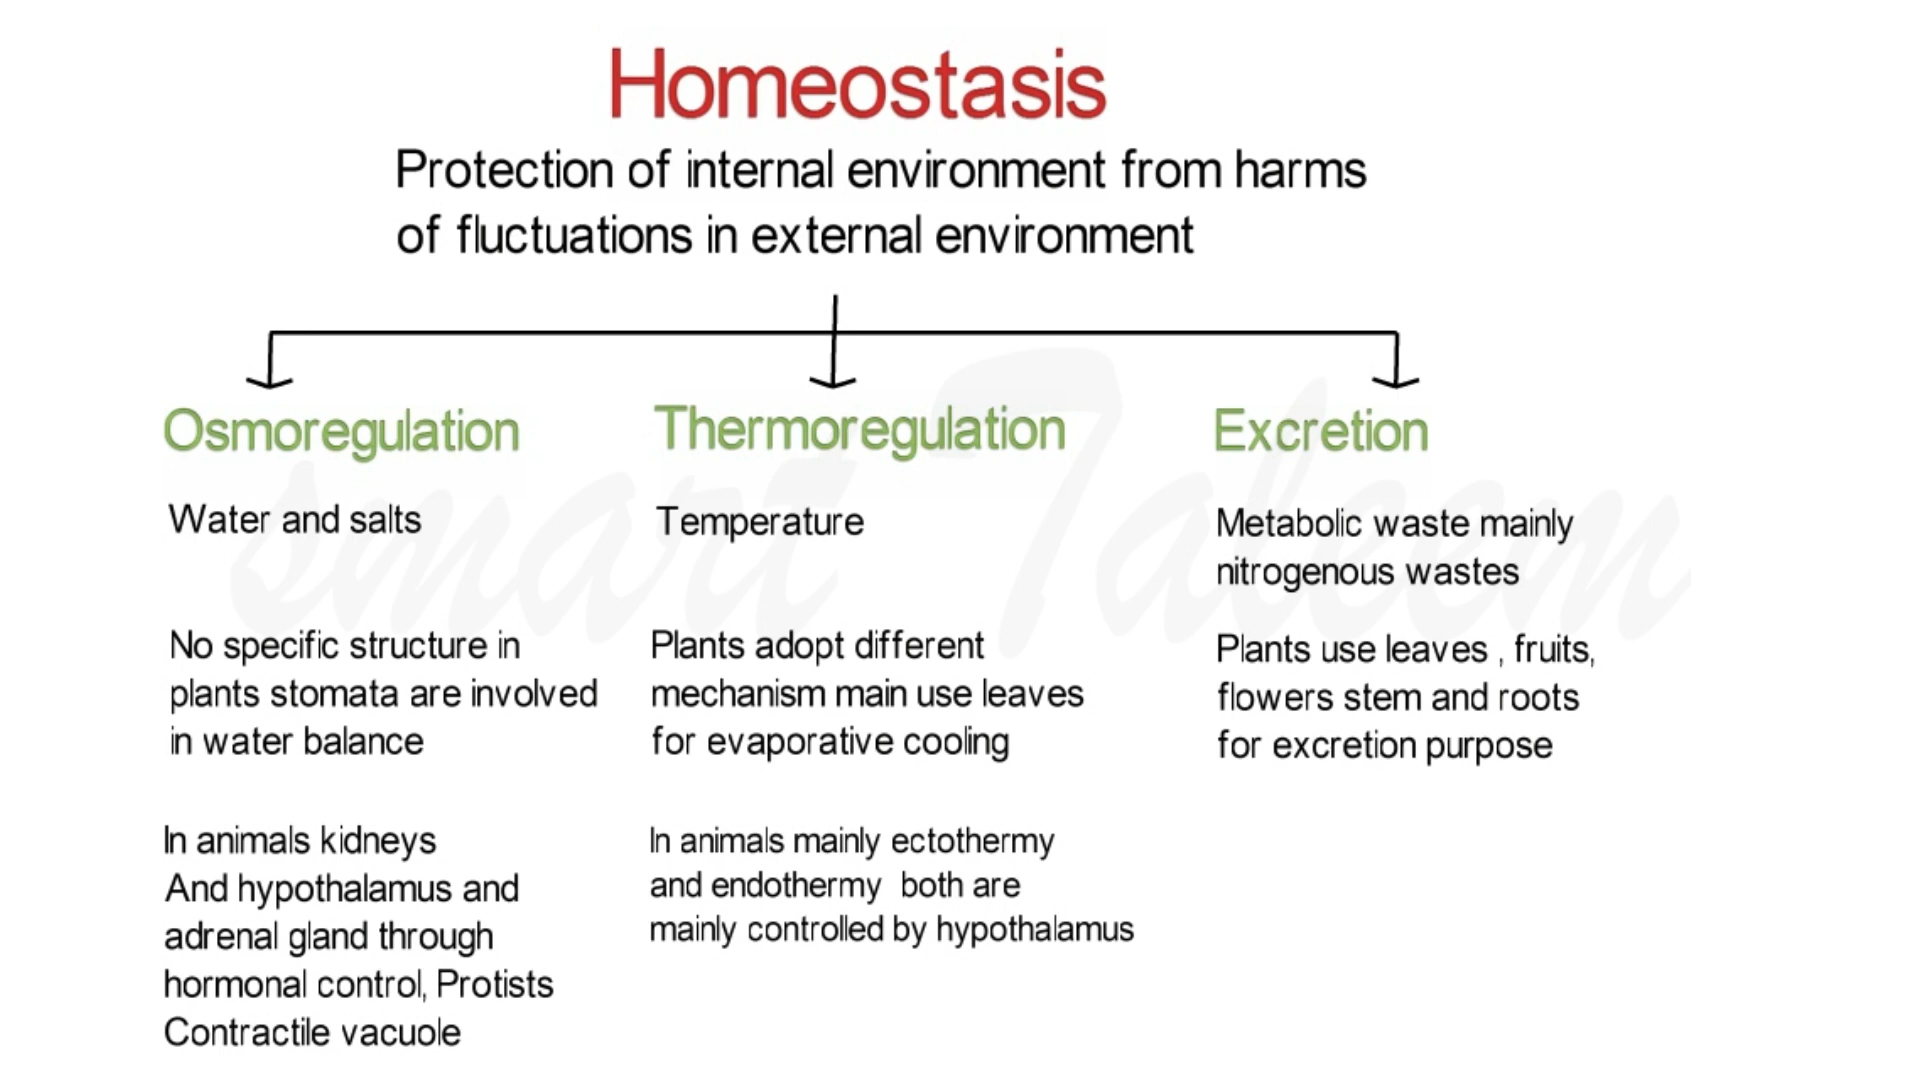 Homeostasis
Protection of internal environment from harms
of fluctuations in external environment
Osmoregulation
Water and salts
No specific structure in
plants stomata are involved
in water balance
In animals kidneys
And hypothalamus and
adrenal gland through
hormonal control, Protists
Contractile vacuole
Thermoregulation
Temperature
Plants adopt different
mechanism main use leaves
for evaporative cooling
In animals mainly ectothermy
and endothermy both are
mainly controlled by hypothalamus
Excretion
Metabolic waste mainly
nitrogenous wastes
Plants use leaves , fruits,
flowers stem and roots
for excretion purpose
smart Taleem